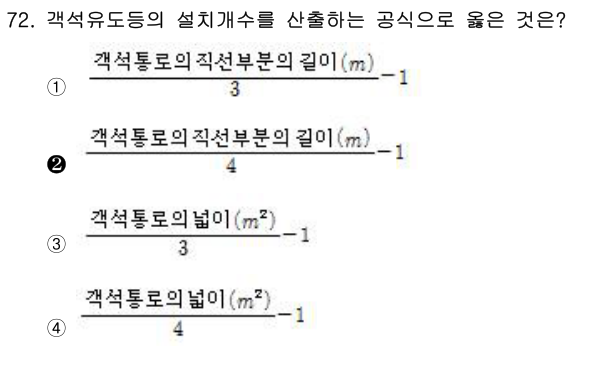 72. 객석유도등의 설치개수를 산출하는 공식으로 옳은 것은?
① 객석통로의직선부분의길이(m)/3 -1
❷ 객석통로의직선부분의길이(m)/4 -1
③ 객석통로의넓이(m²)/3 -1
④ 객석통로의넓이(m²)/4 -1